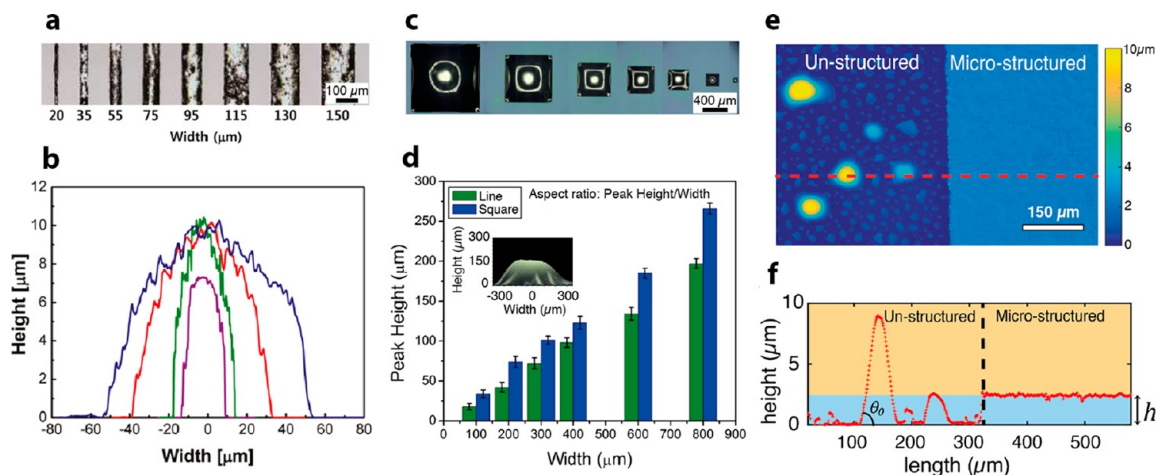 a
100 µm
20 35 55 75 95 115 130 150
Width (µm)
b
Height [µm]
12
10
8
6
4
2
0
-80 -60 -40 -20 0 20 40 60 80
Width [µm]
c
400 µm
d
Peak Height (µm)
300
250
200
150
100
50
0
Line
Square
Aspect ratio: Peak Height/Width
Height (µm)
300
150
0
-300 0 300
Width (µm)
0 100 200 300 400 500 600 700 800 900
Width (µm)
e
Un-structured
Micro-structured
150 µm
10µm
8
6
4
2
0
f
height (µm)
10
5
0
Un-structured
Micro-structured
θ0
h
100 200 300 400 500
length (µm)